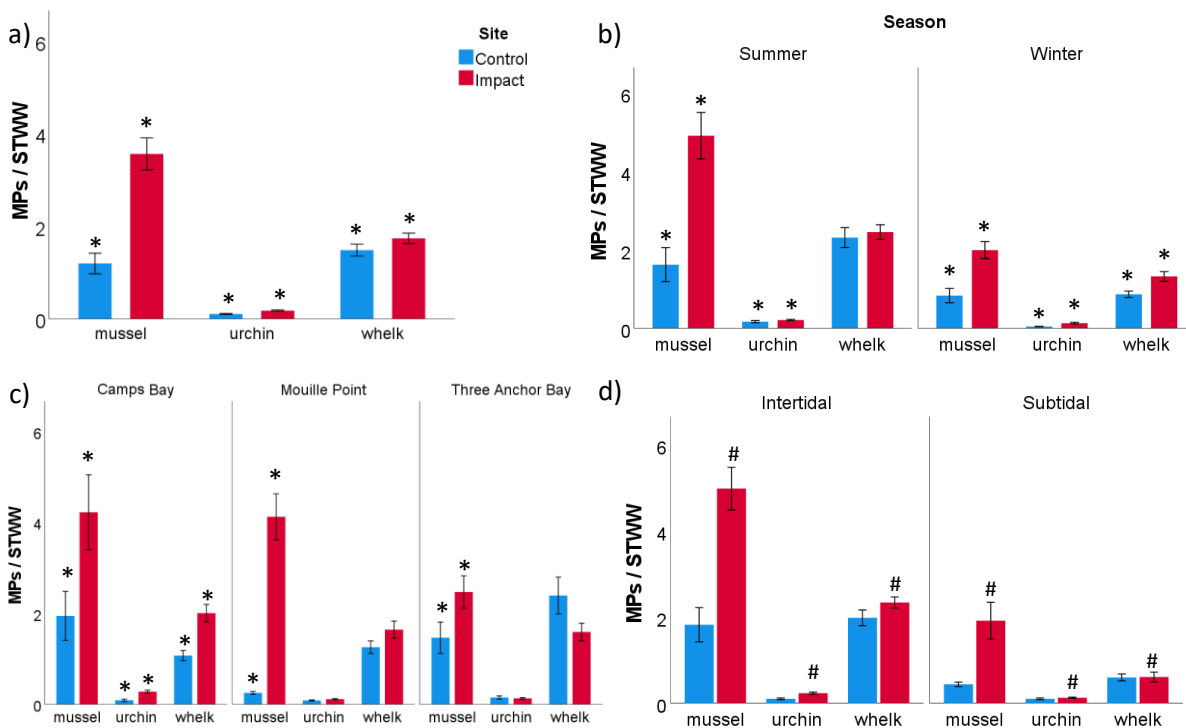 a)
MPs / STWW
6
4
2
0
* * * * * *
mussel urchin whelk
Site
Control
Impact
b)
Season
Summer Winter
MPs / STWW
6
4
2
0
* * * * * * * * * *
mussel urchin whelk mussel urchin whelk
c)
Camps Bay Mouille Point Three Anchor Bay
MPs / STWW
6
4
2
0
* * * * * * * * * *
mussel urchin whelk mussel urchin whelk mussel urchin whelk
d)
Intertidal Subtidal
MPs / STWW
6
4
2
0
# # # # # #
mussel urchin whelk mussel urchin whelk